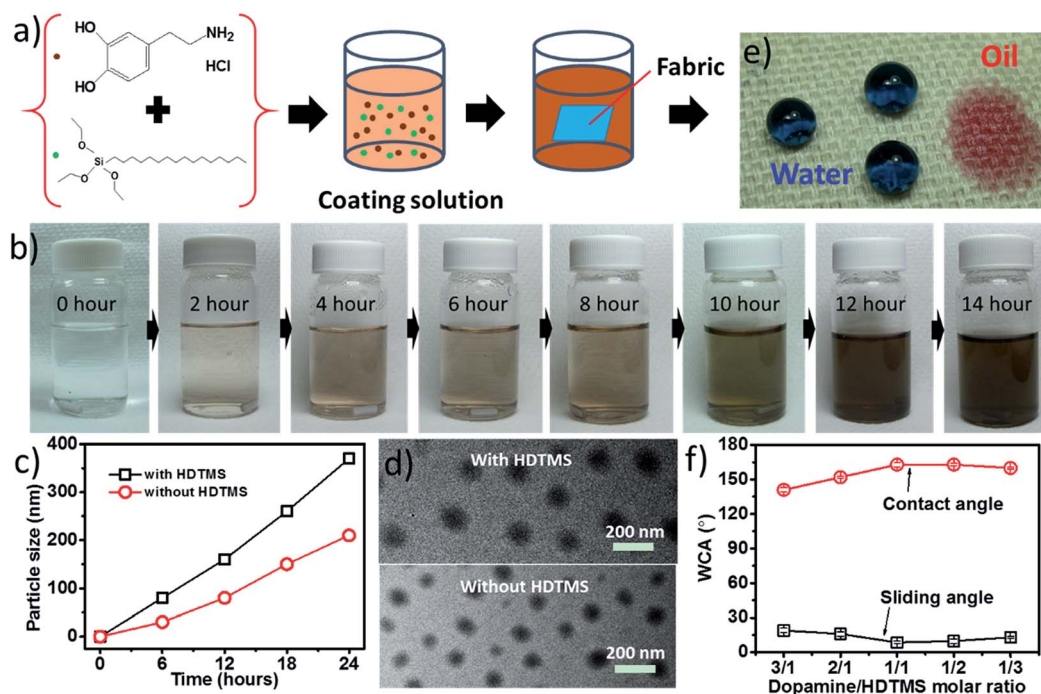 a)
HO
HO
NH2
HCl
O
Si
O
O
Coating solution
Fabric
e)
Oil
Water
b)
0 hour
2 hour
4 hour
6 hour
8 hour
10 hour
12 hour
14 hour
c)
400
300
200
100
0
with HDTMS
without HDTMS
Particle size (nm)
0
6
12
18
24
Time (hours)
d)
With HDTMS
200 nm
Without HDTMS
200 nm
f)
180
150
120
90
60
30
0
WCA (°)
Contact angle
Sliding angle
3/1
2/1
1/1
1/2
1/3
Dopamine/HDTMS molar ratio